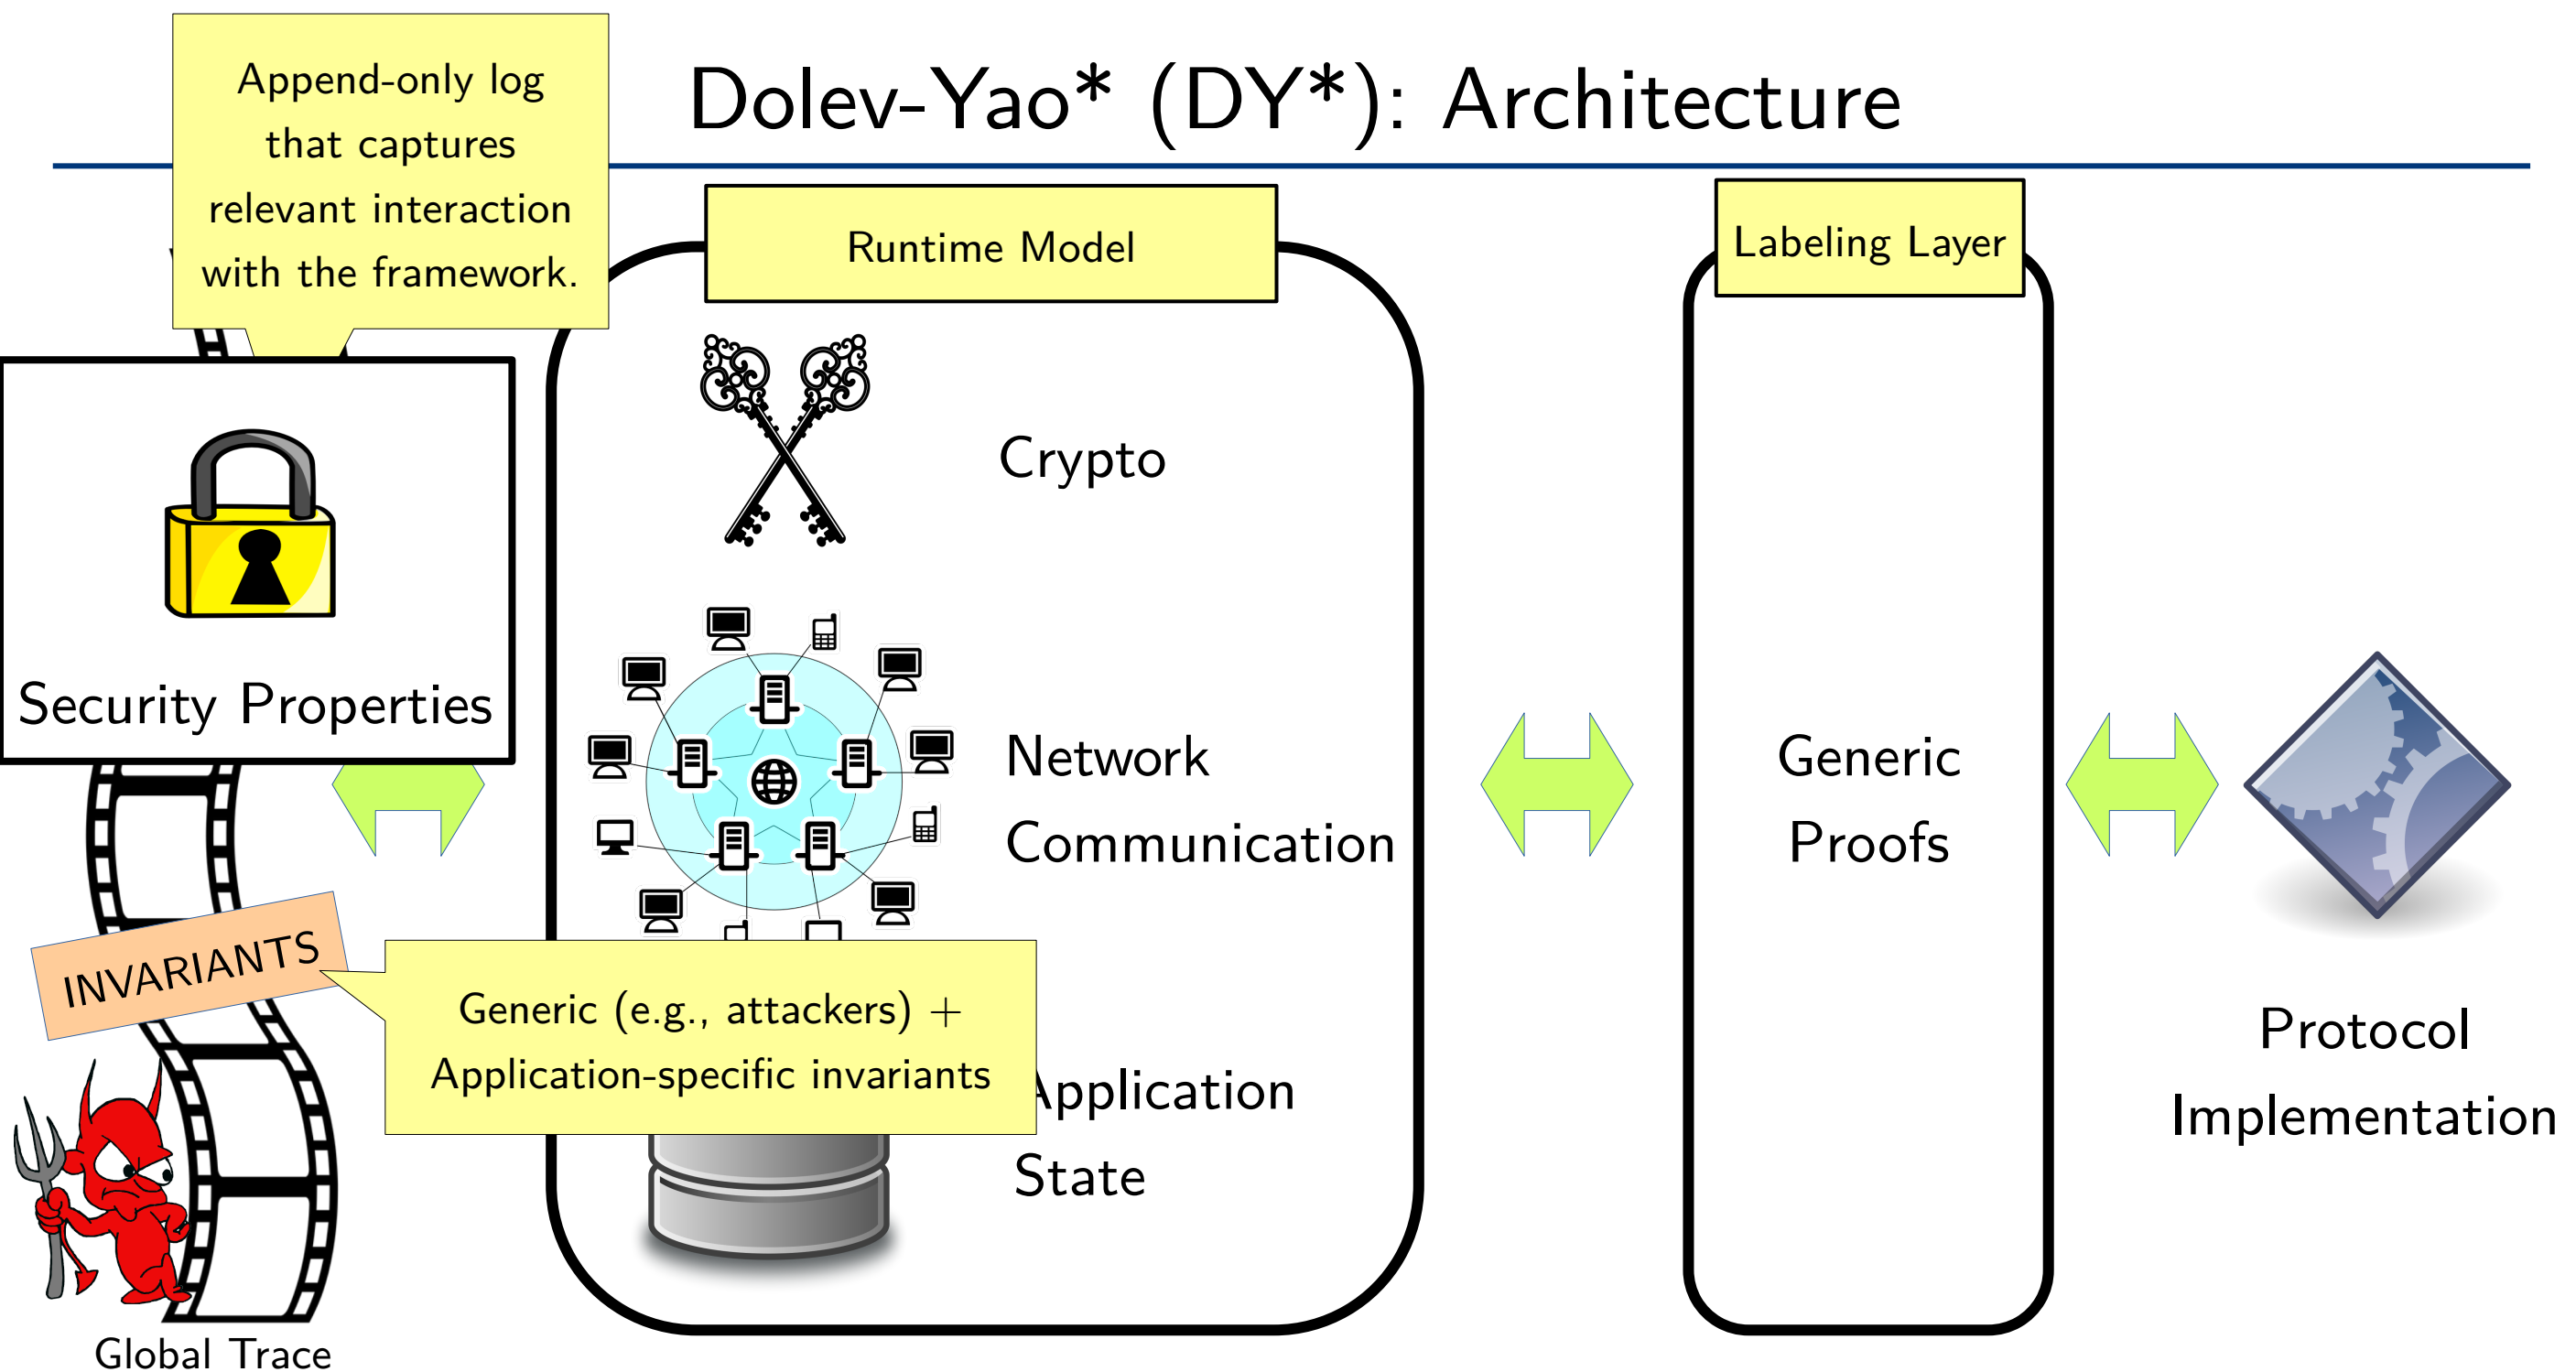 Dolev-Yao* (DY*): Architecture
Append-only log
that captures
relevant interaction
with the framework.
Runtime Model
Labeling Layer
Crypto
Security Properties
Network
Communication
Generic
Proofs
INVARIANTS
Generic (e.g., attackers) +
Application-specific invariants
Application
State
Protocol
Implementation
Global Trace